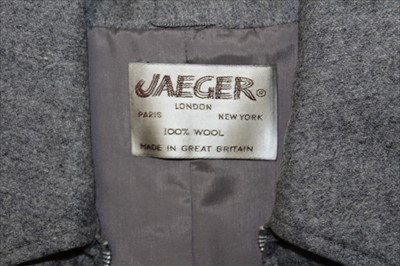 JAEGER®
LONDON
PARIS NEW YORK
100% WOOL
MADE IN GREAT BRITAIN